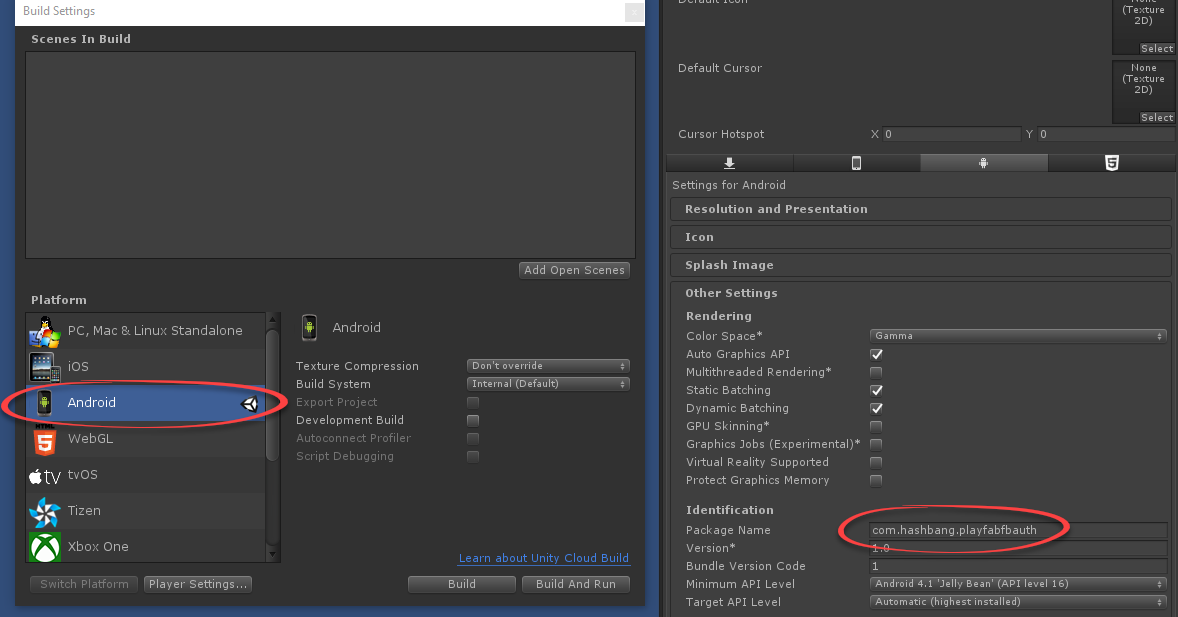 Build Settings
x
Scenes In Build
Add Open Scenes
Platform
PC, Mac & Linux Standalone
iOS
Android
HTML
WebGL
tv
tvOS
Tizen
Xbox One
Android
Texture Compression Don't override
Build System Internal (Default)
Export Project
Development Build
Autoconnect Profiler
Script Debugging
Learn about Unity Cloud Build
Switch Platform Player Settings... Build Build And Run
Default Icon
None
(Texture
2D)
Select
Default Cursor
None
(Texture
2D)
Select
Cursor Hotspot X 0 Y 0
Settings for Android
Resolution and Presentation
Icon
Splash Image
Other Settings
Rendering
Color Space* Gamma
Auto Graphics API
Multithreaded Rendering*
Static Batching
Dynamic Batching
GPU Skinning*
Graphics Jobs (Experimental)*
Virtual Reality Supported
Protect Graphics Memory
Identification
Package Name com.hashbang.playfabfbauth
Version* 1.0
Bundle Version Code 1
Minimum API Level Android 4.1 'Jelly Bean' (API level 16)
Target API Level Automatic (highest installed)